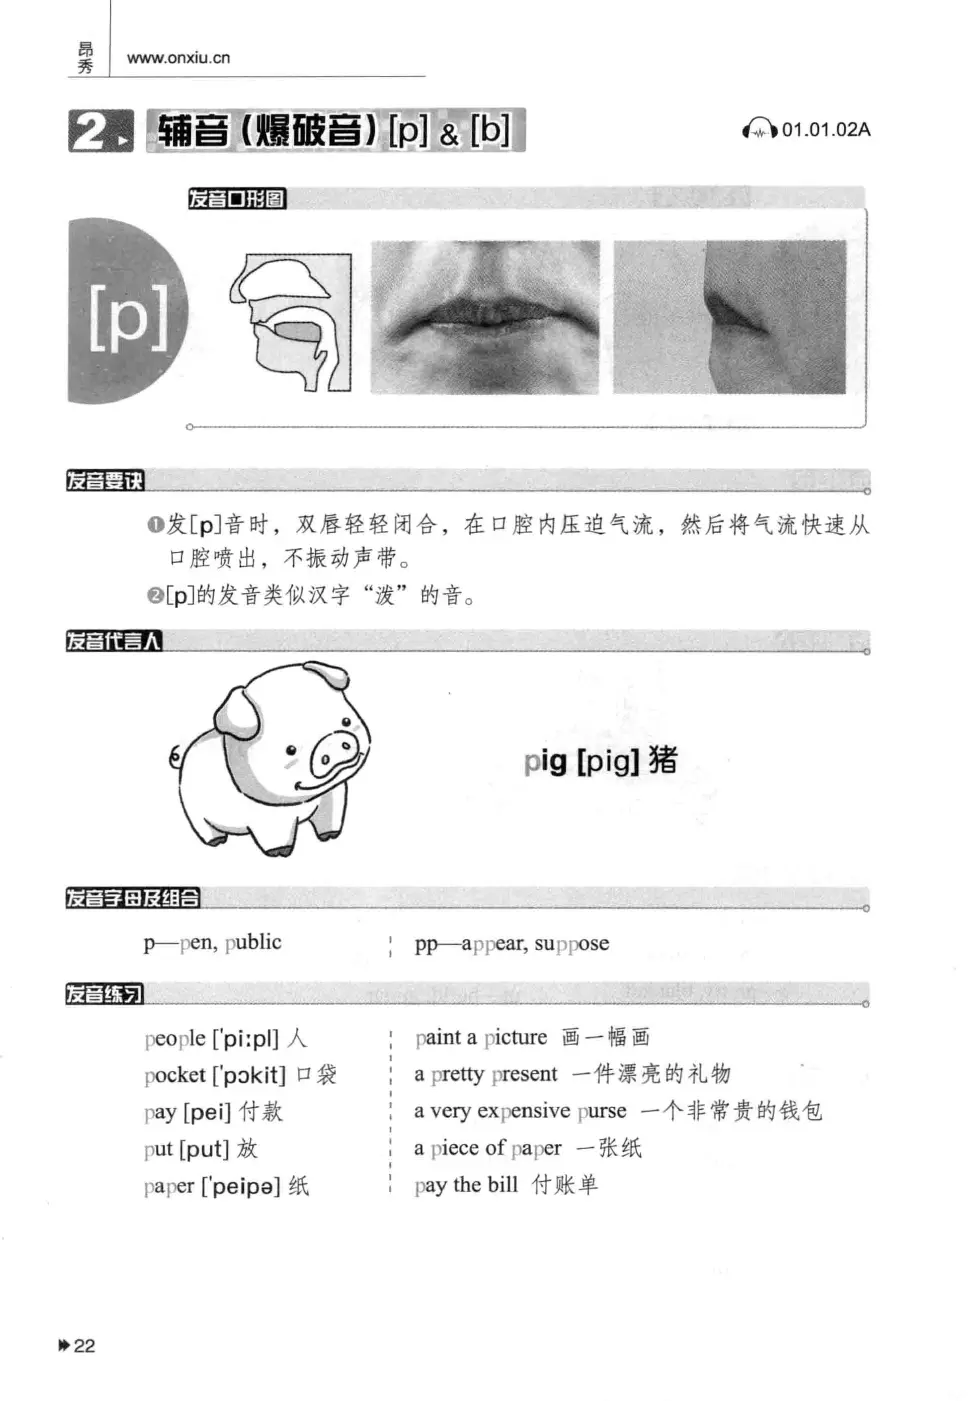 昂秀
www.onxiu.cn
2 辅音(爆破音)[p] & [b]
01.01.02A
发音口形图
[p]
发音要诀
❶发[p]音时，双唇轻轻闭合，在口腔内压迫气流，然后将气流快速从
口腔喷出，不振动声带。
❷[p]的发音类似汉字“泼”的音。
发音代言人
pig [pig] 猪
发音字母及组合
p—pen, public
pp—appear, suppose
发音练习
people ['pi:pl] 人
paint a picture 画一幅画
pocket ['pɔkit] 口袋
a pretty present 一件漂亮的礼物
pay [pei] 付款
a very expensive purse 一个非常贵的钱包
put [put] 放
a piece of paper 一张纸
paper ['peipə] 纸
pay the bill 付账单
22